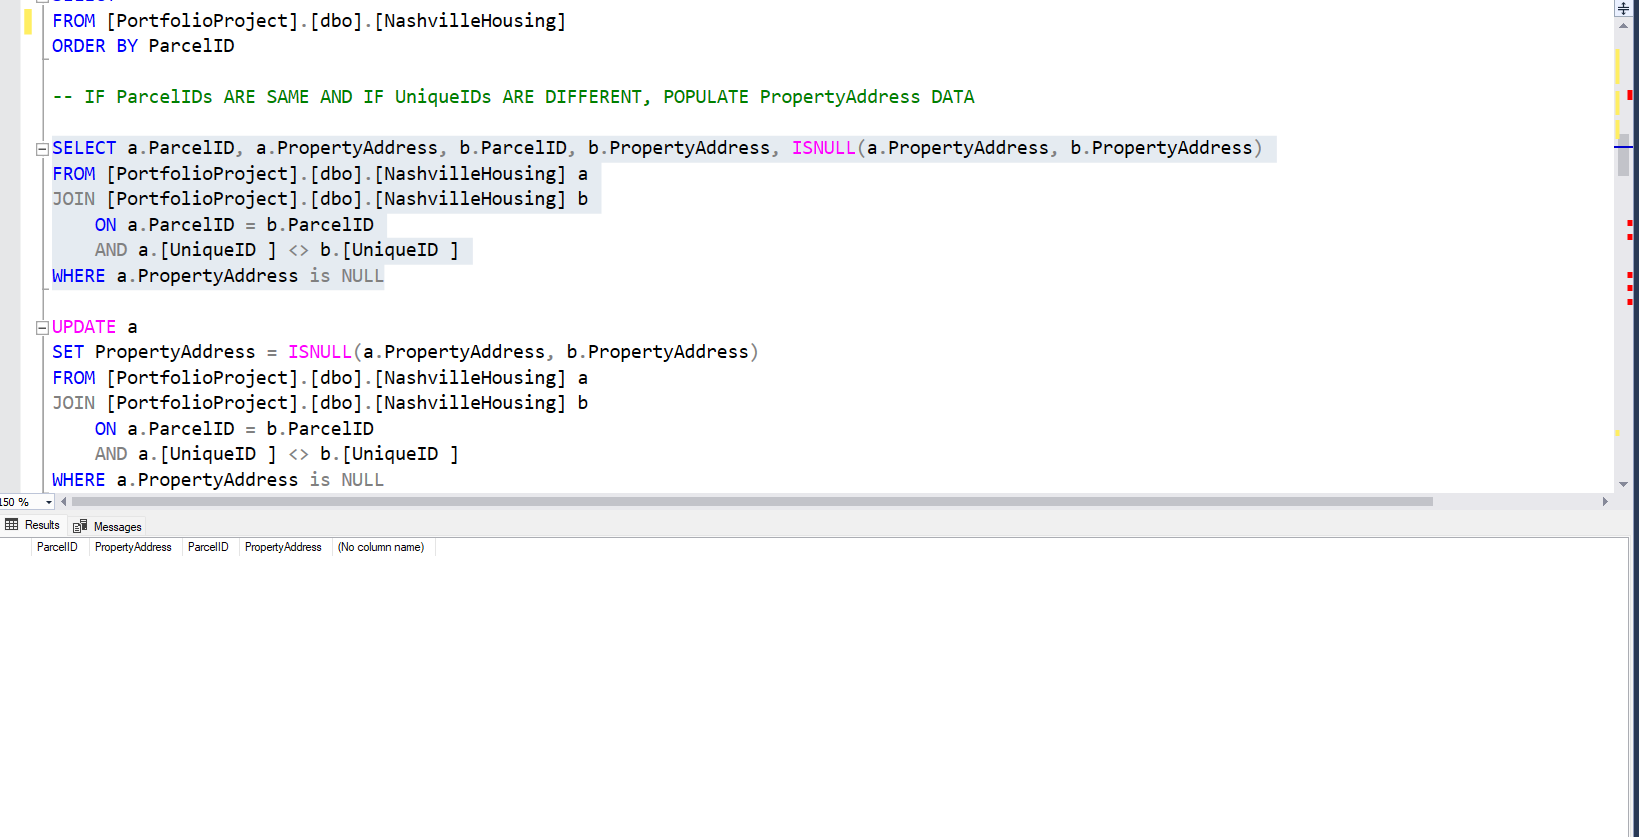 FROM [PortfolioProject].[dbo].[NashvilleHousing]
ORDER BY ParcelID
-- IF ParcelIDs ARE SAME AND IF UniqueIDs ARE DIFFERENT, POPULATE PropertyAddress DATA
SELECT a.ParcelID, a.PropertyAddress, b.ParcelID, b.PropertyAddress, ISNULL(a.PropertyAddress, b.PropertyAddress)
FROM [PortfolioProject].[dbo].[NashvilleHousing] a
JOIN [PortfolioProject].[dbo].[NashvilleHousing] b
ON a.ParcelID = b.ParcelID
AND a.[UniqueID ] <> b.[UniqueID ]
WHERE a.PropertyAddress is NULL
UPDATE a
SET PropertyAddress = ISNULL(a.PropertyAddress, b.PropertyAddress)
FROM [PortfolioProject].[dbo].[NashvilleHousing] a
JOIN [PortfolioProject].[dbo].[NashvilleHousing] b
ON a.ParcelID = b.ParcelID
AND a.[UniqueID ] <> b.[UniqueID ]
WHERE a.PropertyAddress is NULL
150 %
Results Messages
ParcelID PropertyAddress ParcelID PropertyAddress (No column name)